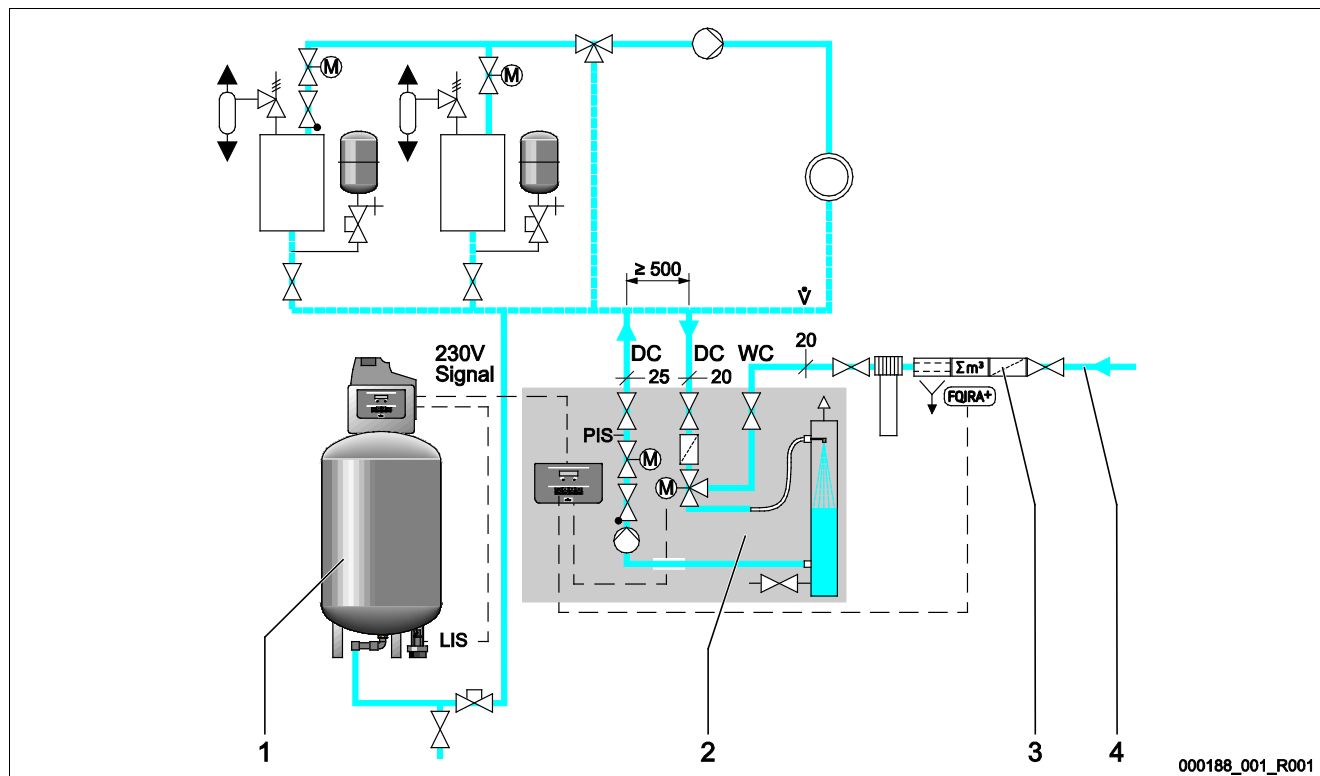 M
M
≥ 500
V̇
230V
Signal
DC
25
DC
20
WC
20
Σm³
FQIRA+
PIS
M
M
LIS
1
2
3
4
000188_001_R001